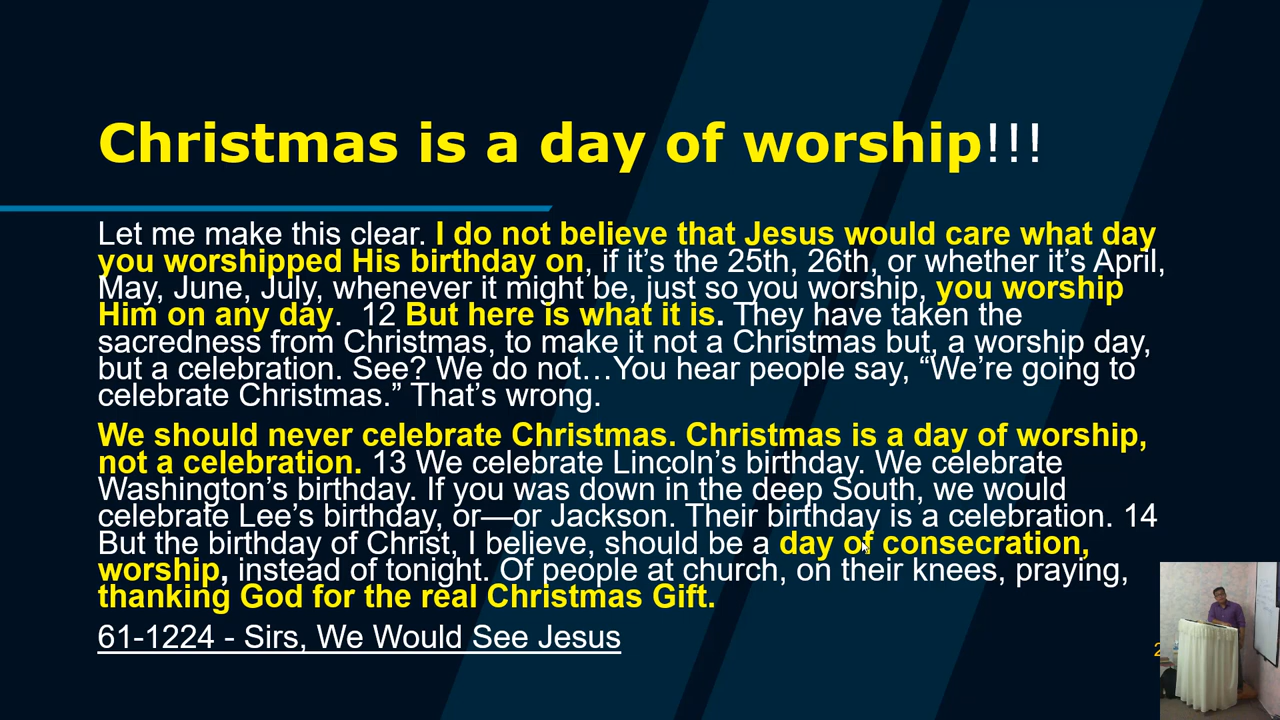 Christmas is a day of worship!!!
Let me make this clear. I do not believe that Jesus would care what day
you worshipped His birthday on, if it’s the 25th, 26th, or whether it’s April,
May, June, July, whenever it might be, just so you worship, you worship
Him on any day.  12 But here is what it is. They have taken the
sacredness from Christmas, to make it not a Christmas but, a worship day,
but a celebration. See? We do not…You hear people say, “We’re going to
celebrate Christmas.” That’s wrong.
We should never celebrate Christmas. Christmas is a day of worship,
not a celebration. 13 We celebrate Lincoln’s birthday. We celebrate
Washington’s birthday. If you was down in the deep South, we would
celebrate Lee’s birthday, or—or Jackson. Their birthday is a celebration. 14
But the birthday of Christ, I believe, should be a day of consecration,
worship, instead of tonight. Of people at church, on their knees, praying,
thanking God for the real Christmas Gift.
61-1224 - Sirs, We Would See Jesus